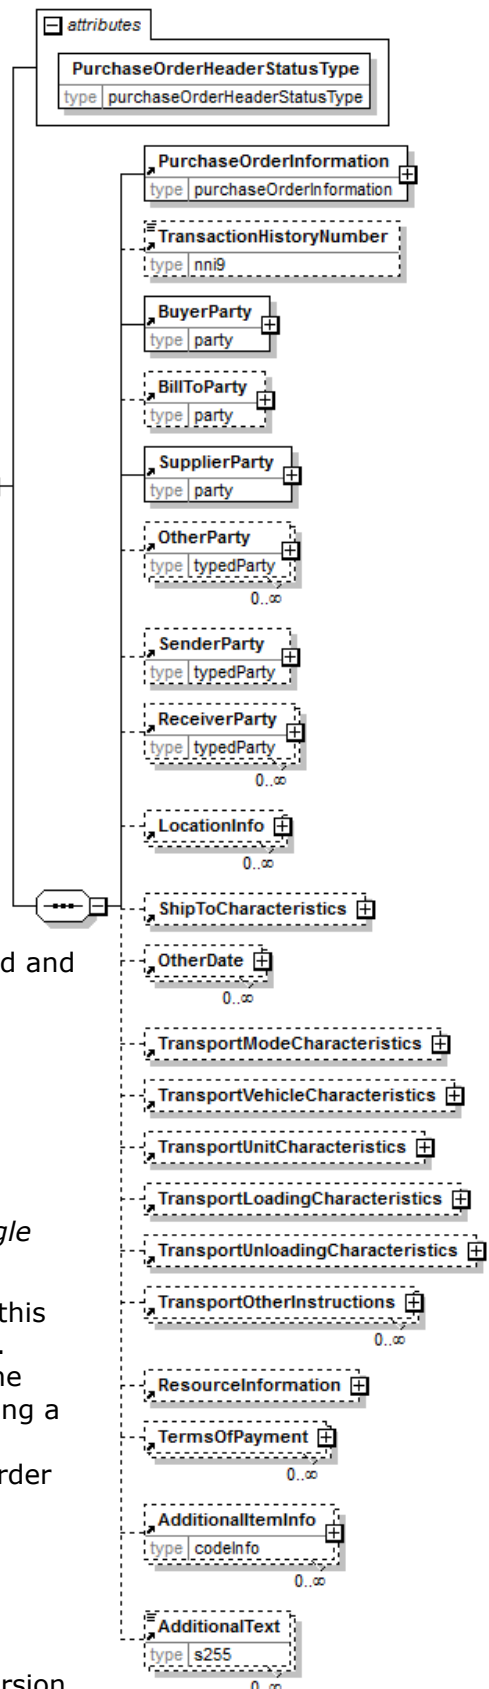 attributes
PurchaseOrderHeaderStatusType
type purchaseOrderHeaderStatusType
PurchaseOrderInformation
type purchaseOrderInformation
TransactionHistoryNumber
type nni9
BuyerParty
type party
BillToParty
type party
SupplierParty
type party
OtherParty
type typedParty
0..∞
SenderParty
type typedParty
ReceiverParty
type typedParty
0..∞
LocationInfo
0..∞
ShipToCharacteristics
d and
OtherDate
0..∞
TransportModeCharacteristics
TransportVehicleCharacteristics
TransportUnitCharacteristics
TransportLoadingCharacteristics
gle
TransportUnloadingCharacteristics
this
TransportOtherInstructions
0..∞
.
ne
ResourceInformation
ng a
TermsOfPayment
0..∞
rder
AdditionalItemInfo
type codeInfo
0..∞
AdditionalText
type s255
0..∞
rsion